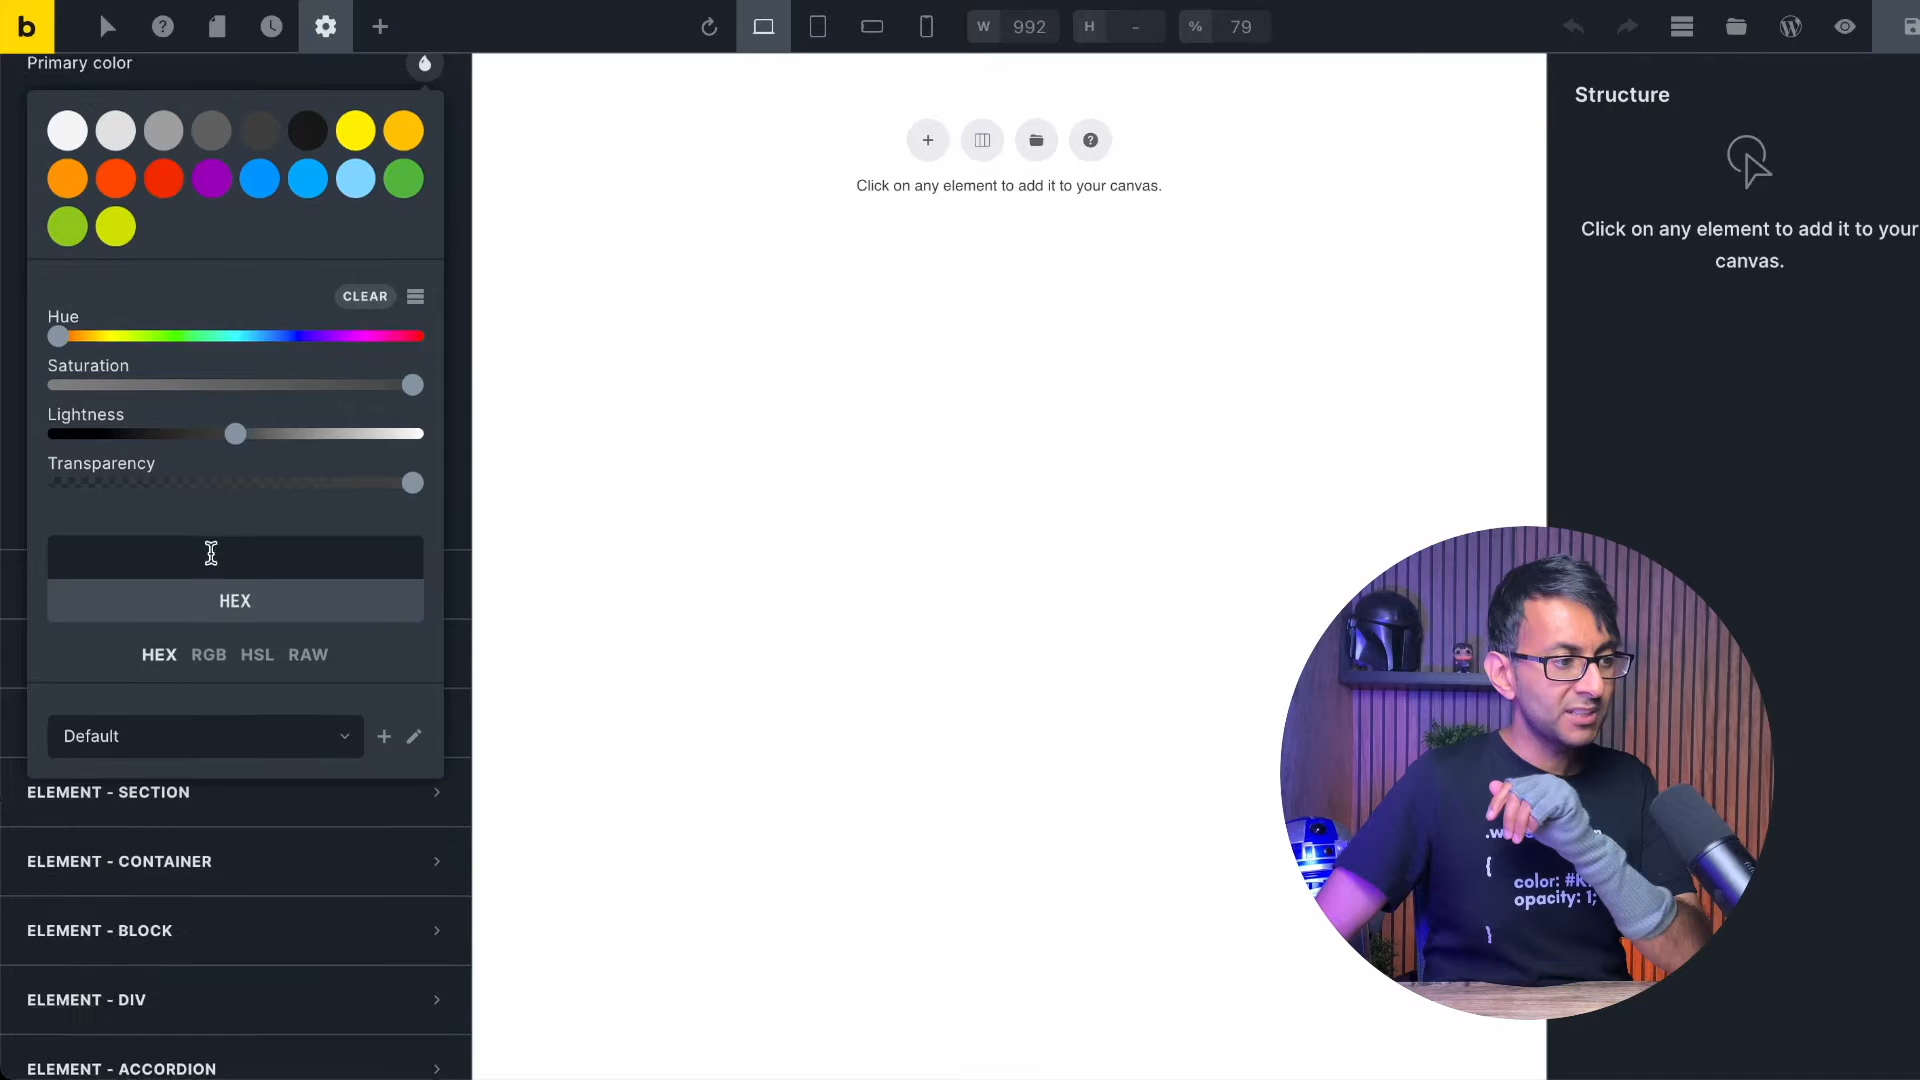 b
W 992
H -
% 79
Primary color
CLEAR
Hue
Saturation
Lightness
Transparency
HEX
HEX RGB HSL RAW
Default
ELEMENT - SECTION
ELEMENT - CONTAINER
ELEMENT - BLOCK
ELEMENT - DIV
ELEMENT - ACCORDION
Click on any element to add it to your canvas.
Structure
Click on any element to add it to your
canvas.
{
color:
opacity: 1;
}